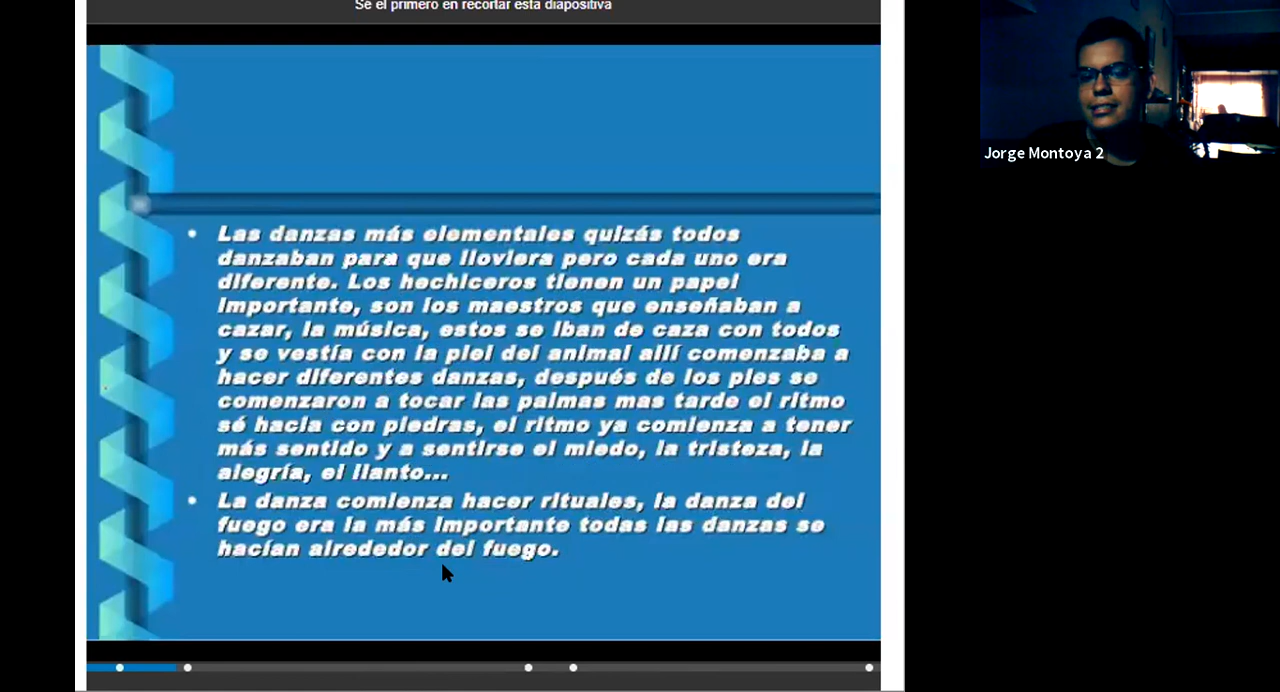 Sé el primero en recortar esta diapositiva
Jorge Montoya 2
• Las danzas más elementales quizás todos
danzaban para que lloviera pero cada uno era
diferente. Los hechiceros tienen un papel
importante, son los maestros que enseñaban a
cazar, la música, estos se iban de caza con todos
y se vestía con la piel del animal allí comenzaba a
hacer diferentes danzas, después de los pies se
comenzaron a tocar las palmas mas tarde el ritmo
sé hacia con piedras, el ritmo ya comienza a tener
más sentido y a sentirse el miedo, la tristeza, la
alegría, el llanto...
• La danza comienza hacer rituales, la danza del
fuego era la más importante todas las danzas se
hacían alrededor del fuego.